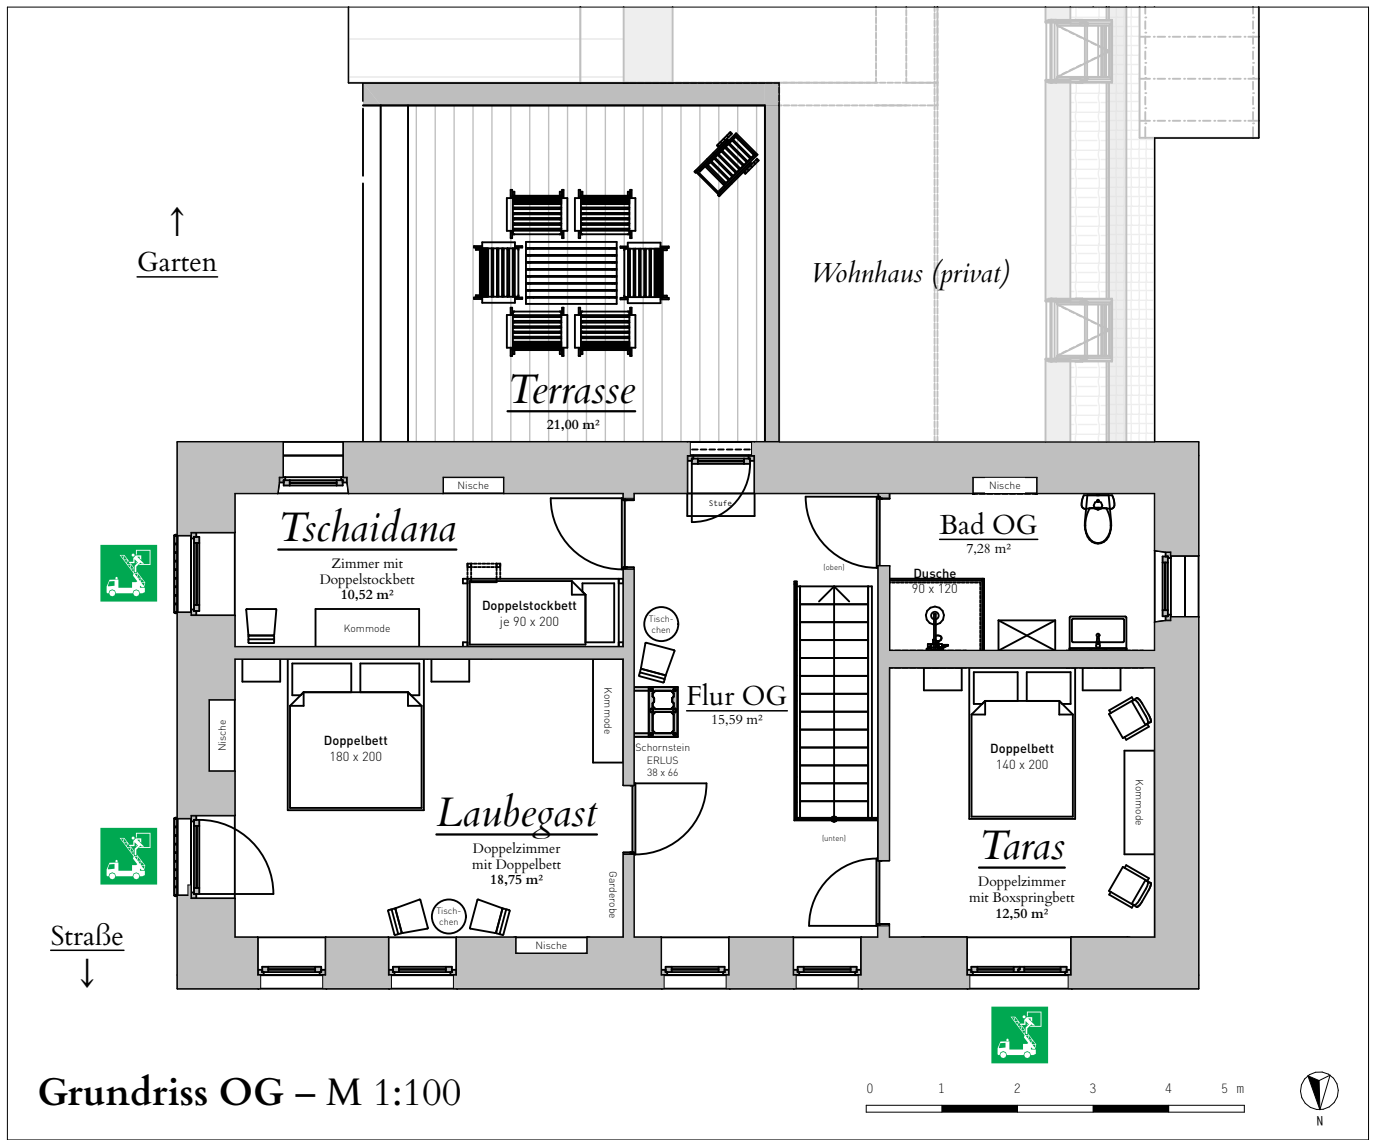 Garten
Wohnhaus (privat)
Terrasse
21,00 m²
Nische
Stufe
Nische
Tschaidana
Zimmer mit
Doppelstockbett
10,52 m²
Bad OG
7,28 m²
(oben)
Dusche
90 x 120
Doppelstockbett
je 90 x 200
Kommode
Tisch-
chen
Flur OG
15,59 m²
Schornstein
ERLUS
38 x 66
Nische
Doppelbett
180 x 200
Kommode
Doppelbett
140 x 200
Kommode
Laubegast
Doppelzimmer
mit Doppelbett
18,75 m²
(unten)
Taras
Doppelzimmer
mit Boxspringbett
12,50 m²
Garderobe
Tisch-
chen
Nische
Straße
Grundriss OG – M 1:100
0 1 2 3 4 5 m
N